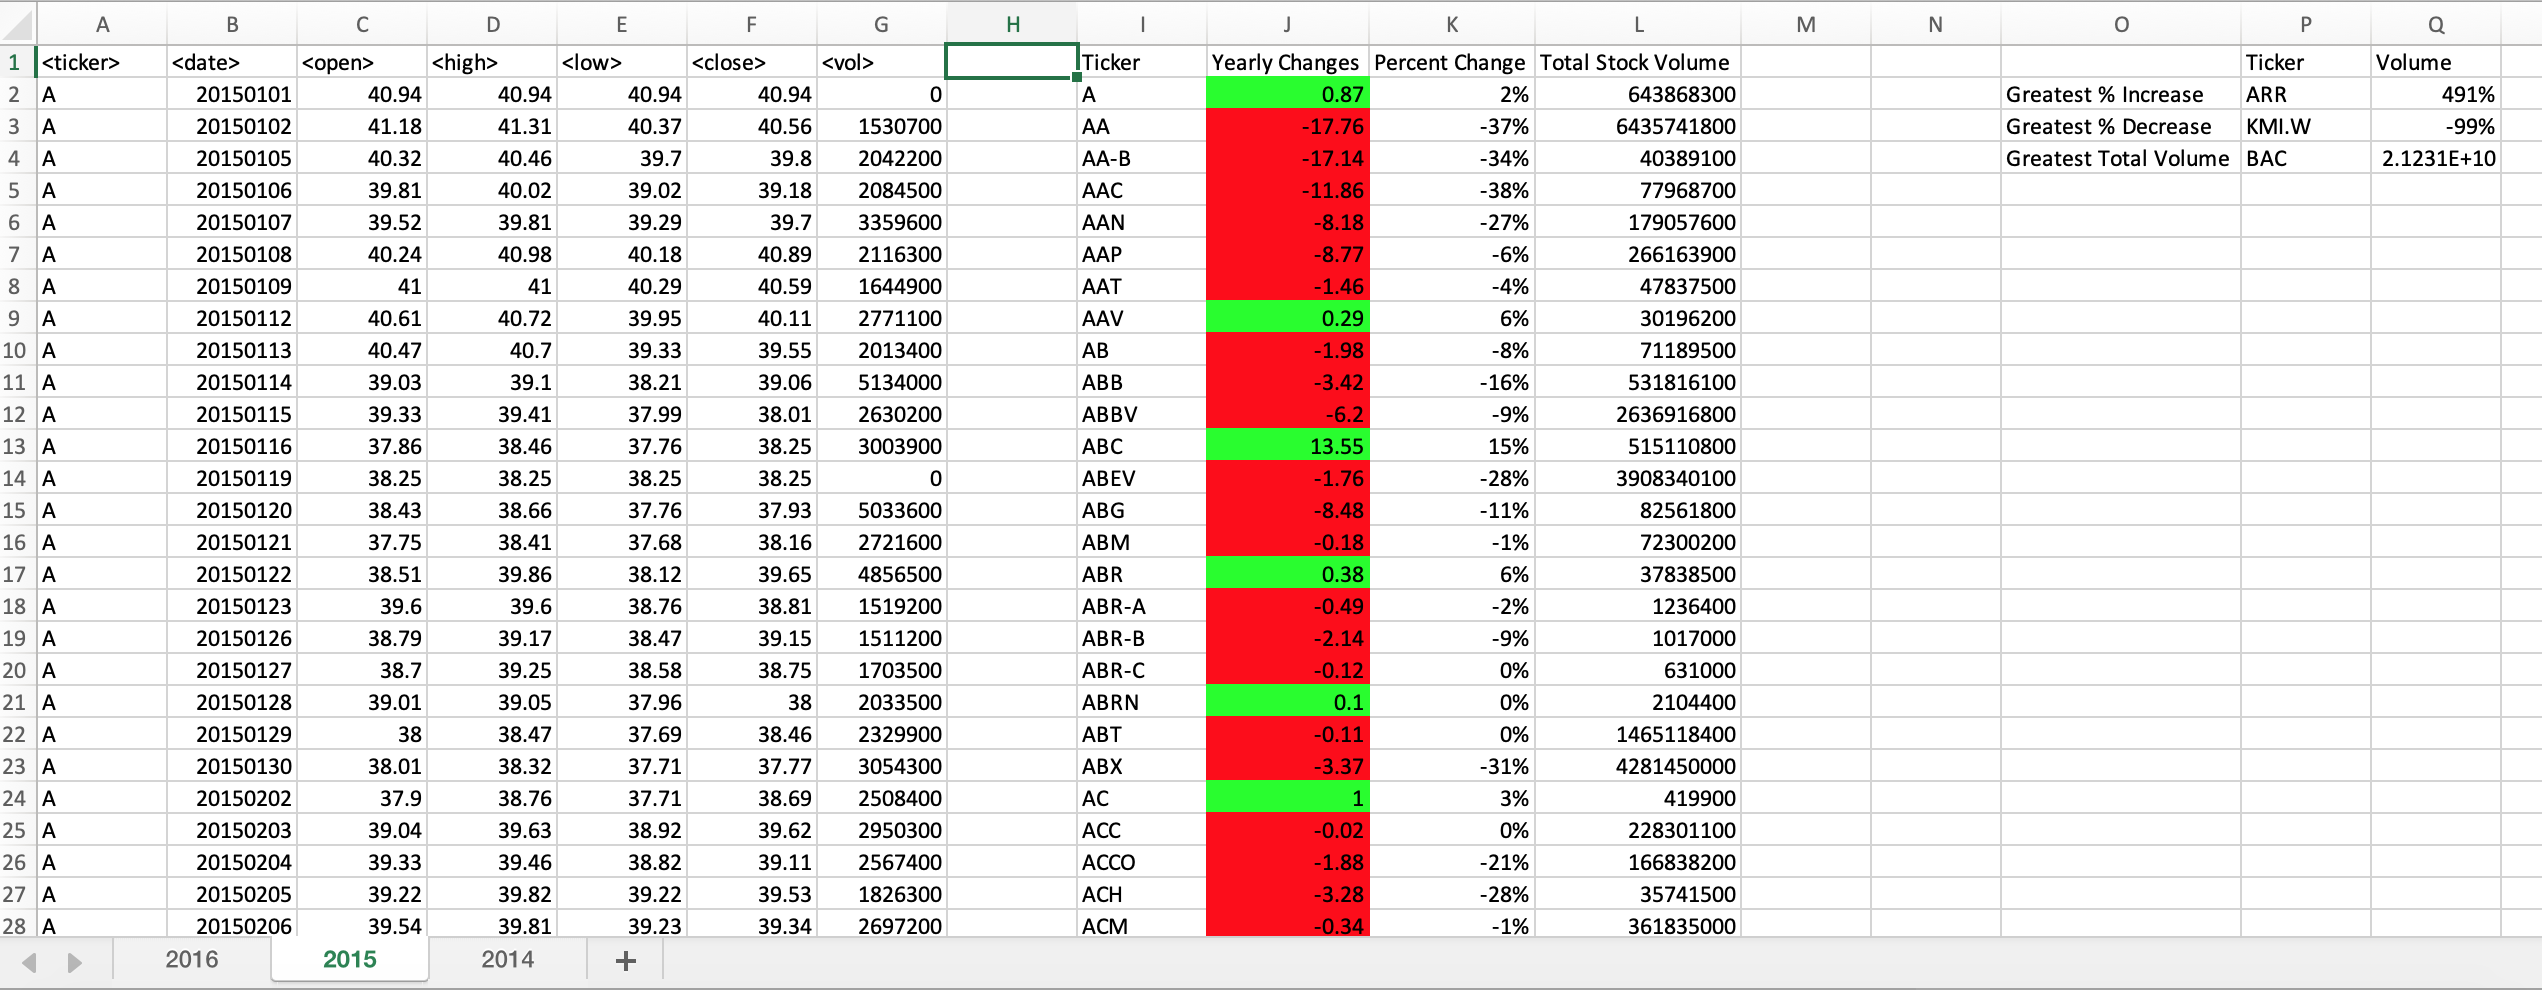 A B C D E F G H I J K L M N O P Q
1 <ticker> <date> <open> <high> <low> <close> <vol> Ticker Yearly Changes Percent Change Total Stock Volume Ticker Volume
2 A 20150101 40.94 40.94 40.94 40.94 0 A 0.87 2% 643868300 Greatest % Increase ARR 491%
3 A 20150102 41.18 41.31 40.37 40.56 1530700 AA -17.76 -37% 6435741800 Greatest % Decrease KMI.W -99%
4 A 20150105 40.32 40.46 39.7 39.8 2042200 AA-B -17.14 -34% 40389100 Greatest Total Volume BAC 2.1231E+10
5 A 20150106 39.81 40.02 39.02 39.18 2084500 AAC -11.86 -38% 77968700
6 A 20150107 39.52 39.81 39.29 39.7 3359600 AAN -8.18 -27% 179057600
7 A 20150108 40.24 40.98 40.18 40.89 2116300 AAP -8.77 -6% 266163900
8 A 20150109 41 41 40.29 40.59 1644900 AAT -1.46 -4% 47837500
9 A 20150112 40.61 40.72 39.95 40.11 2771100 AAV 0.29 6% 30196200
10 A 20150113 40.47 40.7 39.33 39.55 2013400 AB -1.98 -8% 71189500
11 A 20150114 39.03 39.1 38.21 39.06 5134000 ABB -3.42 -16% 531816100
12 A 20150115 39.33 39.41 37.99 38.01 2630200 ABBV -6.2 -9% 2636916800
13 A 20150116 37.86 38.46 37.76 38.25 3003900 ABC 13.55 15% 515110800
14 A 20150119 38.25 38.25 38.25 38.25 0 ABEV -1.76 -28% 3908340100
15 A 20150120 38.43 38.66 37.76 37.93 5033600 ABG -8.48 -11% 82561800
16 A 20150121 37.75 38.41 37.68 38.16 2721600 ABM -0.18 -1% 72300200
17 A 20150122 38.51 39.86 38.12 39.65 4856500 ABR 0.38 6% 37838500
18 A 20150123 39.6 39.6 38.76 38.81 1519200 ABR-A -0.49 -2% 1236400
19 A 20150126 38.79 39.17 38.47 39.15 1511200 ABR-B -2.14 -9% 1017000
20 A 20150127 38.7 39.25 38.58 38.75 1703500 ABR-C -0.12 0% 631000
21 A 20150128 39.01 39.05 37.96 38 2033500 ABRN 0.1 0% 2104400
22 A 20150129 38 38.47 37.69 38.46 2329900 ABT -0.11 0% 1465118400
23 A 20150130 38.01 38.32 37.71 37.77 3054300 ABX -3.37 -31% 4281450000
24 A 20150202 37.9 38.76 37.71 38.69 2508400 AC 1 3% 419900
25 A 20150203 39.04 39.63 38.92 39.62 2950300 ACC -0.02 0% 228301100
26 A 20150204 39.33 39.46 38.82 39.11 2567400 ACCO -1.88 -21% 166838200
27 A 20150205 39.22 39.82 39.22 39.53 1826300 ACH -3.28 -28% 35741500
28 A 20150206 39.54 39.81 39.23 39.34 2697200 ACM -0.34 -1% 361835000
2016 2015 2014 +